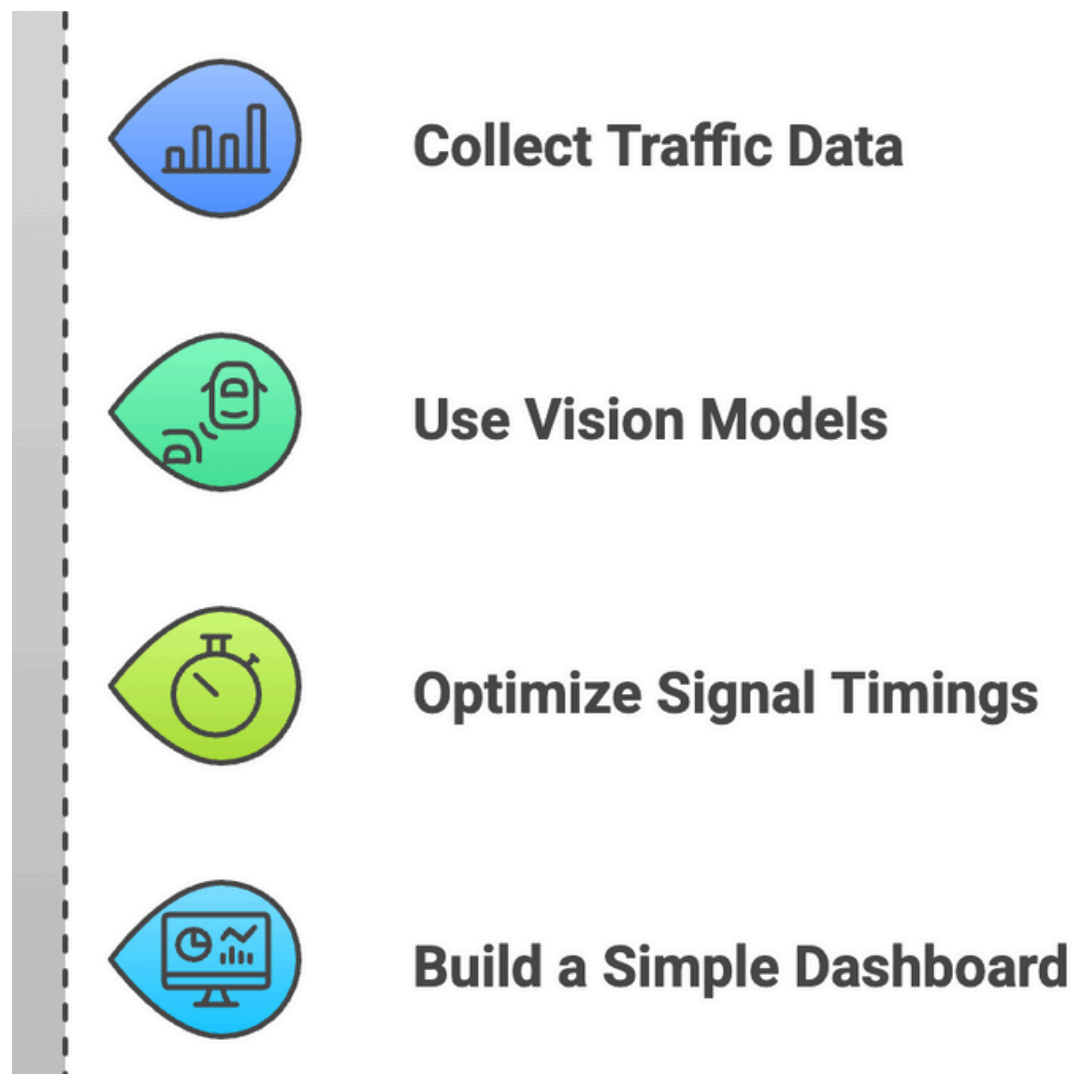 Collect Traffic Data
Use Vision Models
Optimize Signal Timings
Build a Simple Dashboard